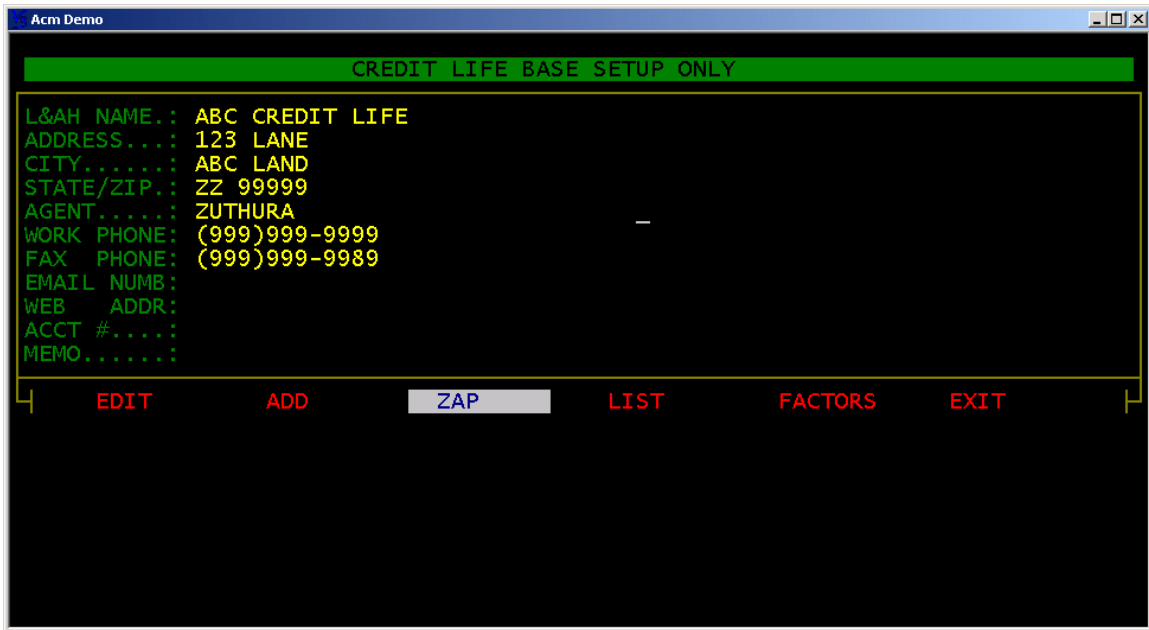 Acm Demo
CREDIT LIFE BASE SETUP ONLY
L&AH NAME.: ABC CREDIT LIFE
ADDRESS...: 123 LANE
CITY......: ABC LAND
STATE/ZIP.: ZZ 99999
AGENT.....: ZUTHURA
WORK PHONE: (999)999-9999
FAX  PHONE: (999)999-9989
EMAIL NUMB:
WEB   ADDR:
ACCT #....:
MEMO......:
EDIT ADD ZAP LIST FACTORS EXIT